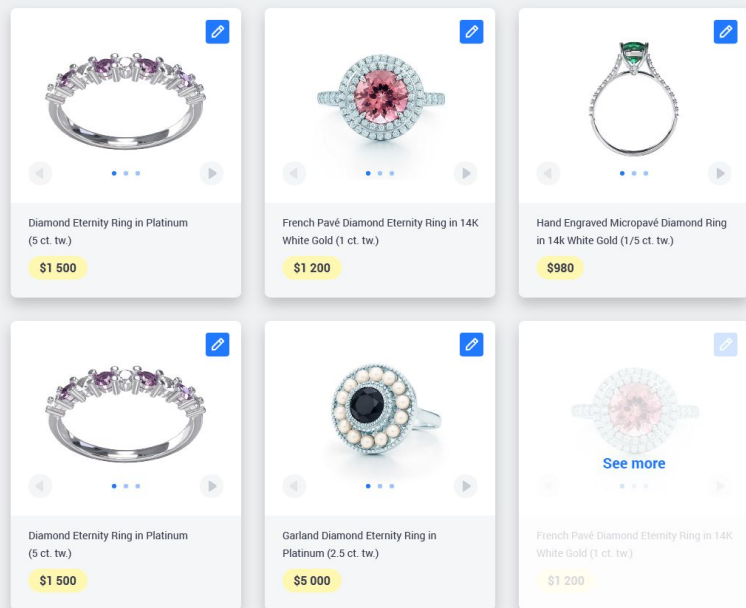 Diamond Eternity Ring in Platinum
(5 ct. tw.)
$1 500
French Pavé Diamond Eternity Ring in 14K
White Gold (1 ct. tw.)
$1 200
Hand Engraved Micropavé Diamond Ring
in 14k White Gold (1/5 ct. tw.)
$980
Diamond Eternity Ring in Platinum
(5 ct. tw.)
$1 500
Garland Diamond Eternity Ring in
Platinum (2.5 ct. tw.)
$5 000
See more
French Pavé Diamond Eternity Ring in 14K
White Gold (1 ct. tw.)
$1 200